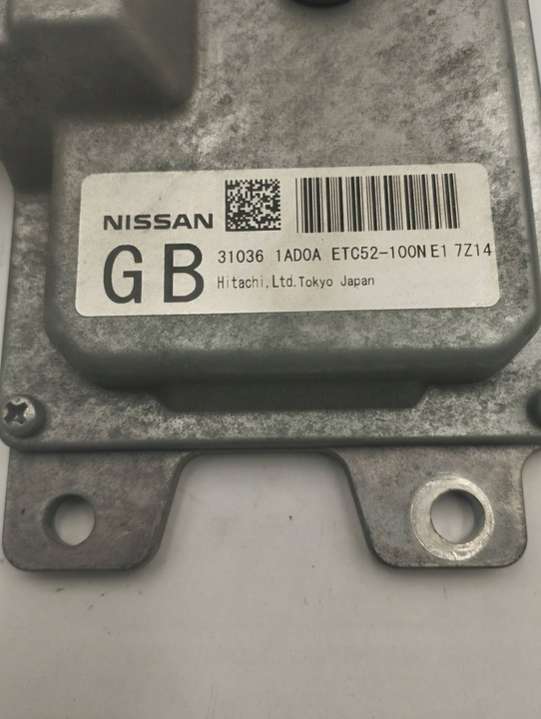 NISSAN
GB
31036 1AD0A ETC52-100N E1 7Z14
Hitachi,Ltd.Tokyo Japan